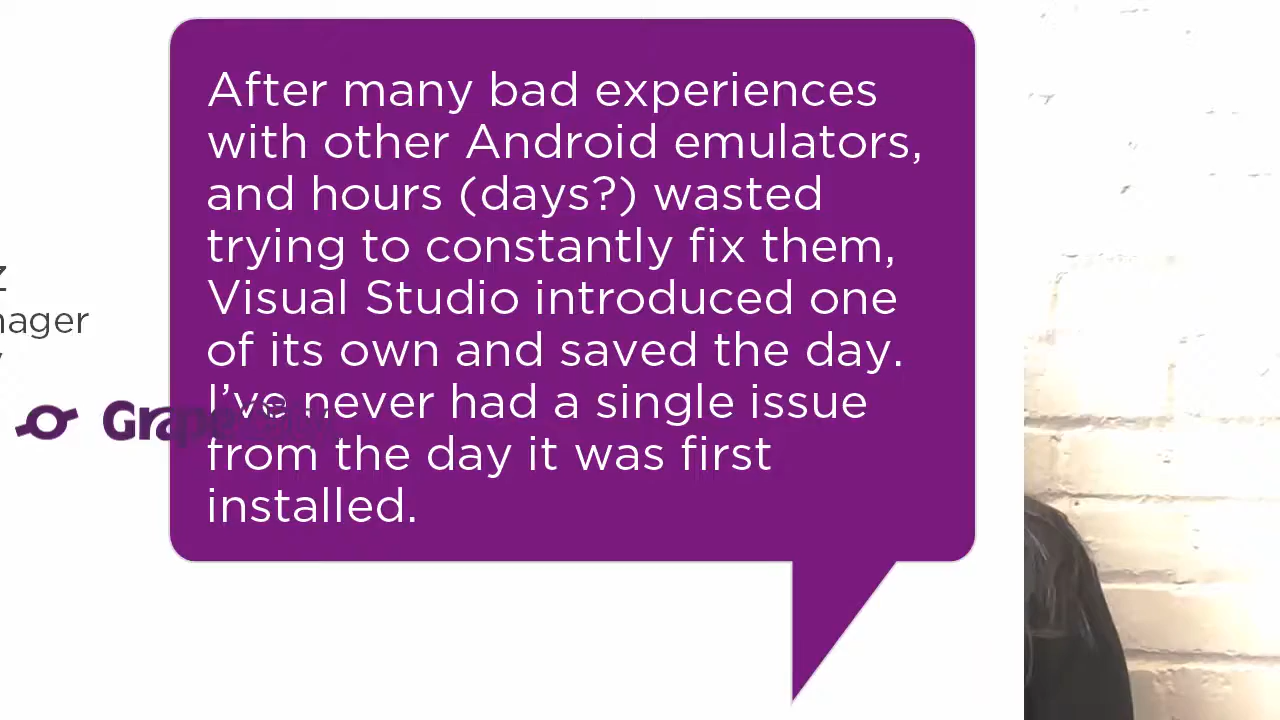 After many bad experiences
with other Android emulators,
and hours (days?) wasted
trying to constantly fix them,
Visual Studio introduced one
of its own and saved the day.
I've never had a single issue
from the day it was first
installed.
z
nager
Grape